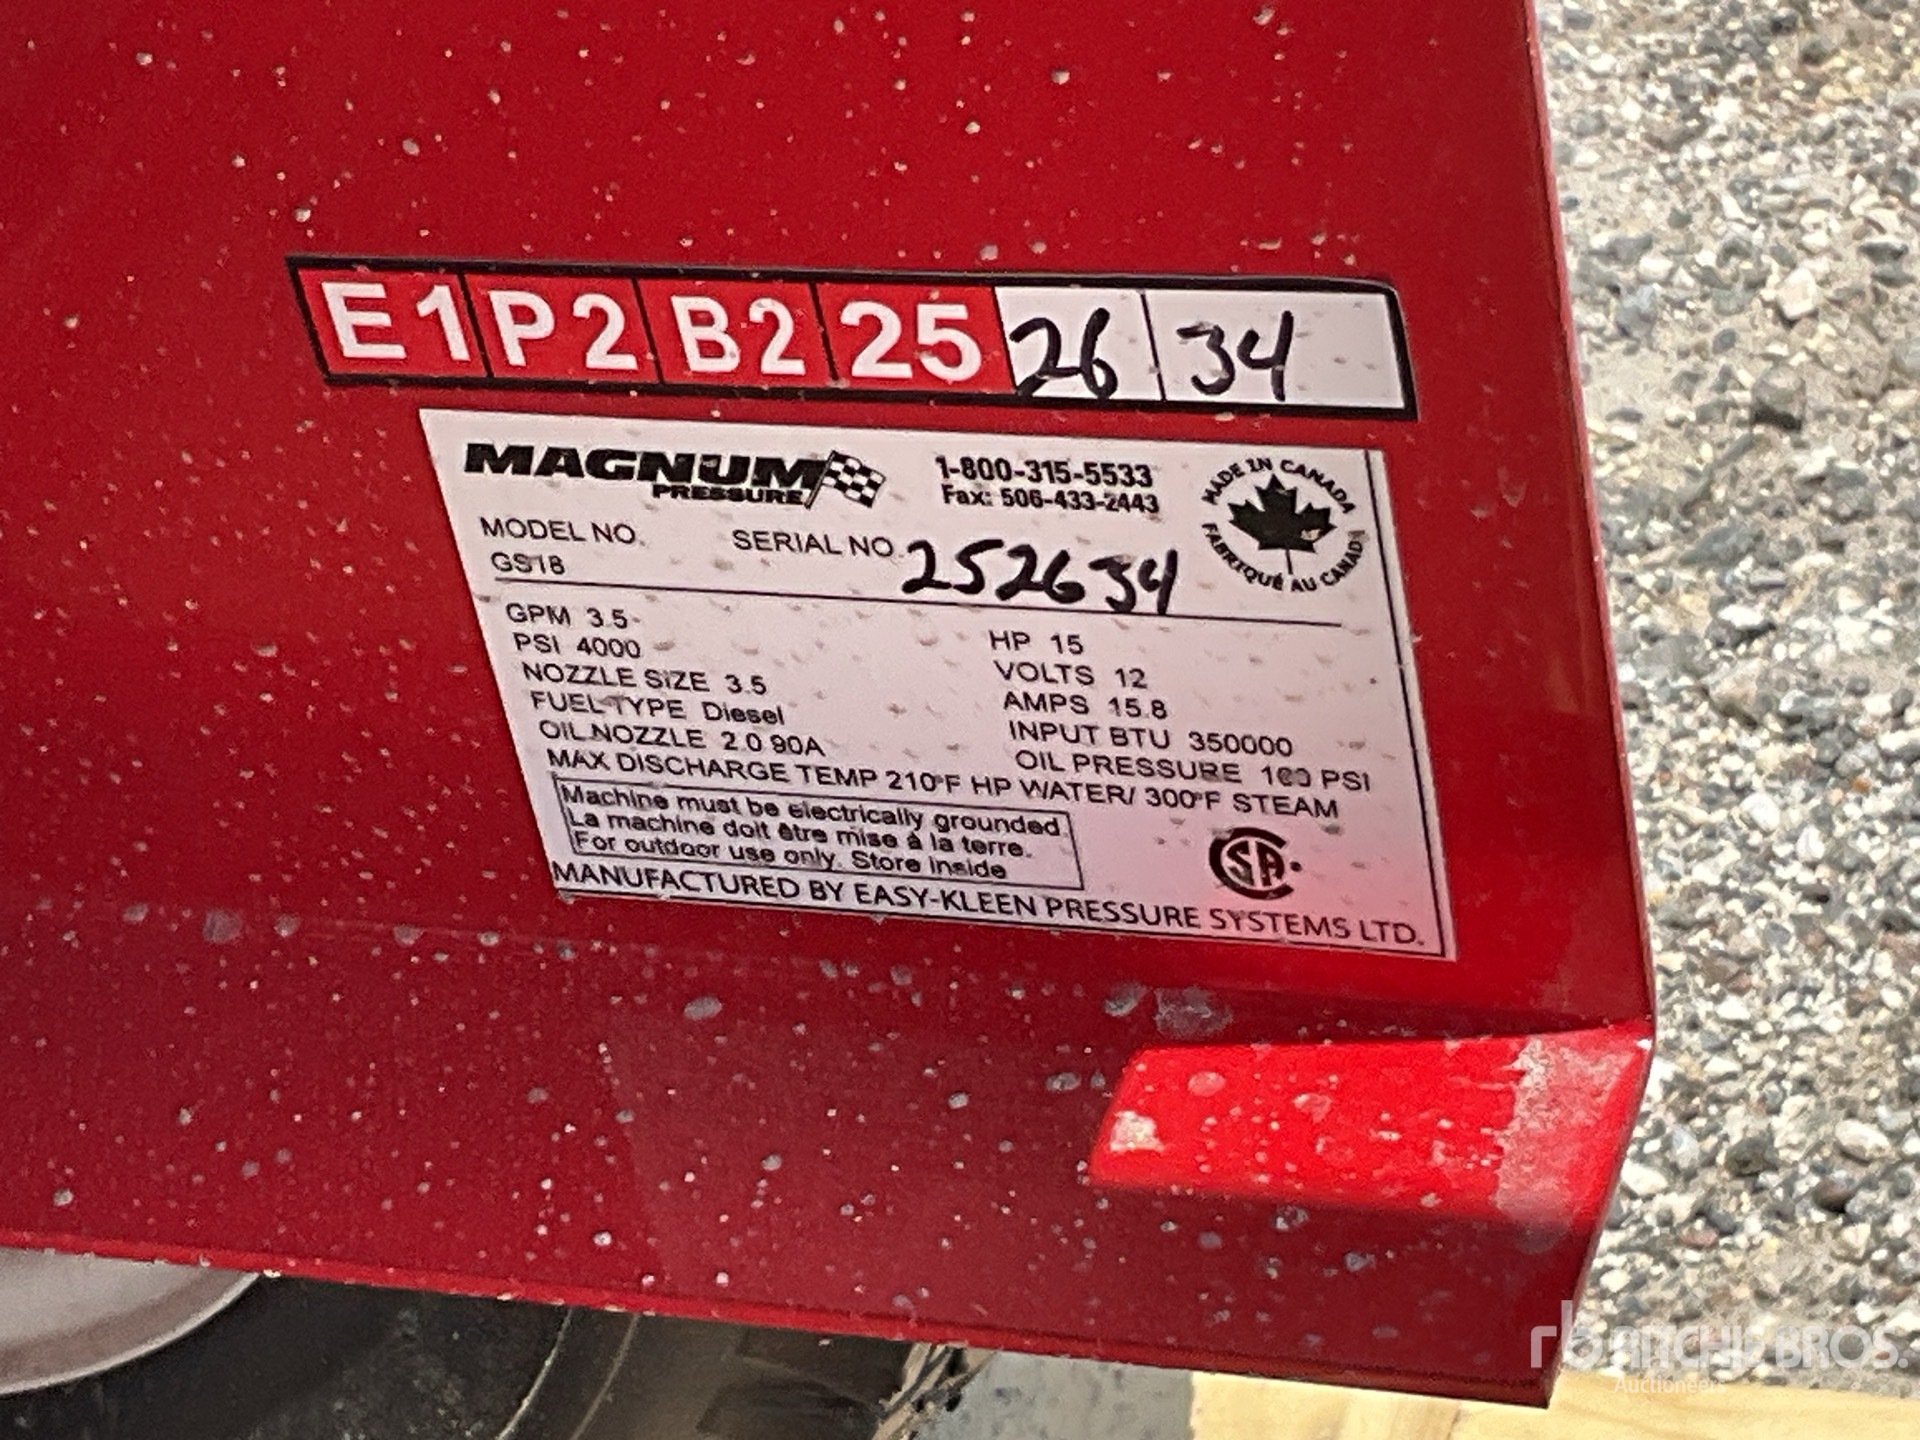 E1 P2 B2 25 26 34
MAGNUM PRESSURE
1-800-315-5533
Fax: 506-433-2443
MADE IN CANADA
FABRIQUÉ AU CANADA
MODEL NO. SERIAL NO. 252634
GS18
GPM 3.5
PSI 4000
NOZZLE SIZE 3.5
FUEL TYPE Diesel
OIL NOZZLE 2.0 90A
HP 15
VOLTS 12
AMPS 15.8
INPUT BTU 350000
OIL PRESSURE PSI
MAX DISCHARGE TEMP 210°F HP WATER/ 300°F STEAM
Machine must be electrically grounded.
La machine doit être mise à la terre.
For outdoor use only. Store inside
CSA
MANUFACTURED BY EASY-KLEEN PRESSURE SYSTEMS LTD.
rb RITCHIE BROS.
Auctioneers